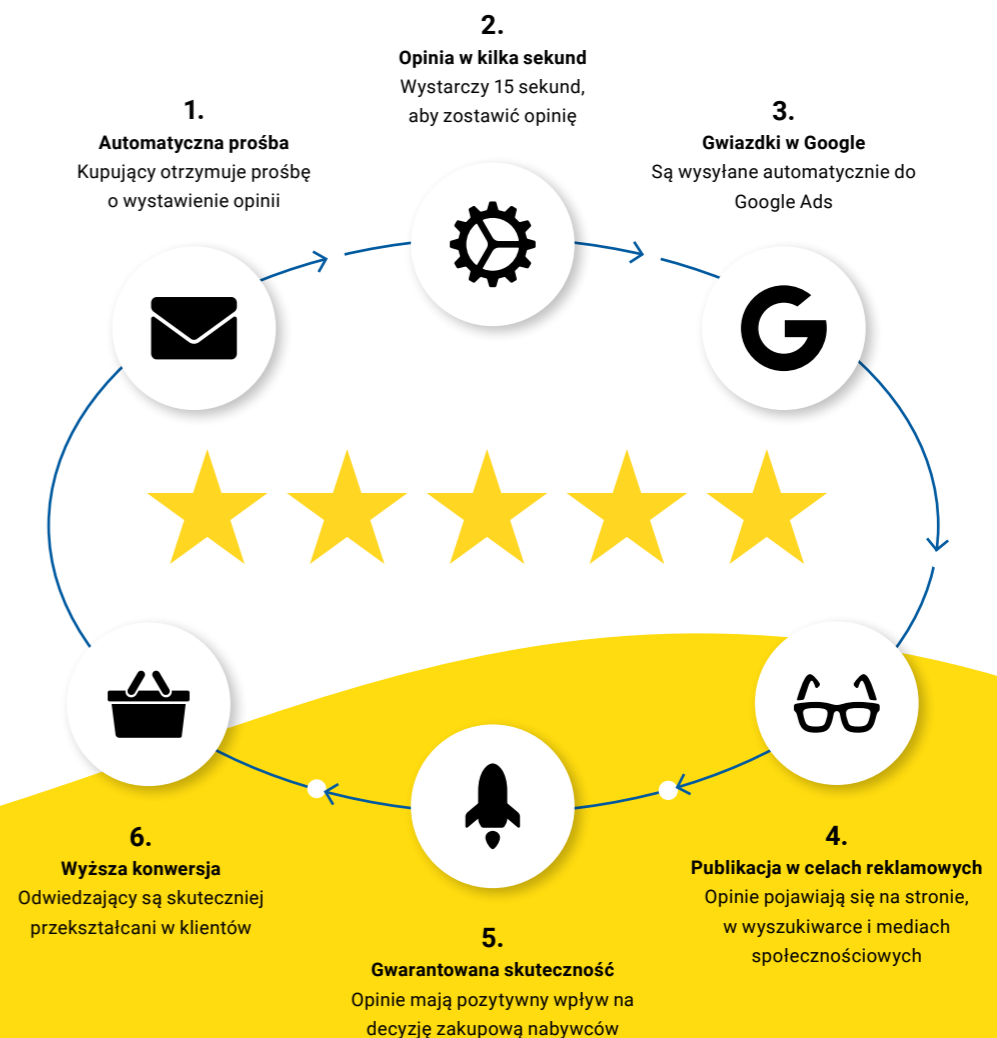 1.
Automatyczna prośba
Kupujący otrzymuje prośbę
o wystawienie opinii
2.
Opinia w kilka sekund
Wystarczy 15 sekund,
aby zostawić opinię
3.
Gwiazdki w Google
Są wysyłane automatycznie do
Google Ads
4.
Publikacja w celach reklamowych
Opinie pojawiają się na stronie,
w wyszukiwarce i mediach
społecznościowych
5.
Gwarantowana skuteczność
Opinie mają pozytywny wpływ na
decyzję zakupową nabywców
6.
Wyższa konwersja
Odwiedzający są skuteczniej
przekształcani w klientów